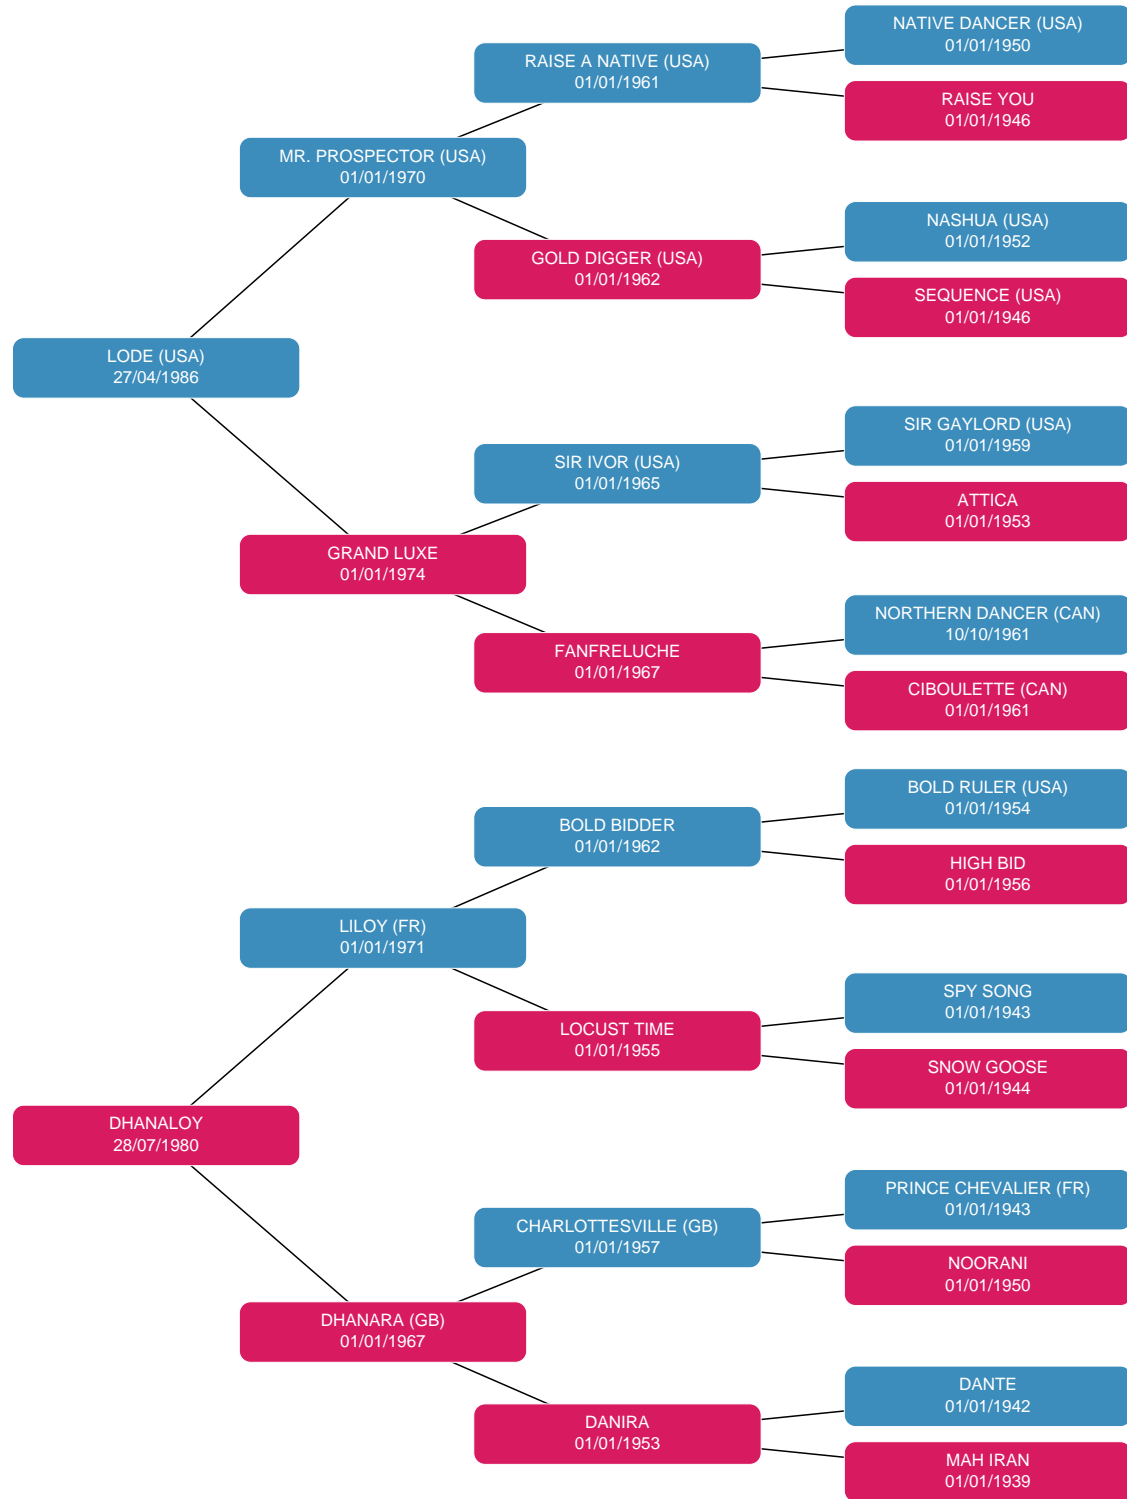 NATIVE DANCER (USA)
01/01/1950
RAISE A NATIVE (USA)
01/01/1961
RAISE YOU
01/01/1946
MR. PROSPECTOR (USA)
01/01/1970
NASHUA (USA)
01/01/1952
GOLD DIGGER (USA)
01/01/1962
SEQUENCE (USA)
01/01/1946
LODE (USA)
27/04/1986
SIR GAYLORD (USA)
01/01/1959
SIR IVOR (USA)
01/01/1965
ATTICA
01/01/1953
GRAND LUXE
01/01/1974
NORTHERN DANCER (CAN)
10/10/1961
FANFRELUCHE
01/01/1967
CIBOULETTE (CAN)
01/01/1961
BOLD RULER (USA)
01/01/1954
BOLD BIDDER
01/01/1962
HIGH BID
01/01/1956
LILOY (FR)
01/01/1971
SPY SONG
01/01/1943
LOCUST TIME
01/01/1955
SNOW GOOSE
01/01/1944
DHANALOY
28/07/1980
PRINCE CHEVALIER (FR)
01/01/1943
CHARLOTTESVILLE (GB)
01/01/1957
NOORANI
01/01/1950
DHANARA (GB)
01/01/1967
DANTE
01/01/1942
DANIRA
01/01/1953
MAH IRAN
01/01/1939